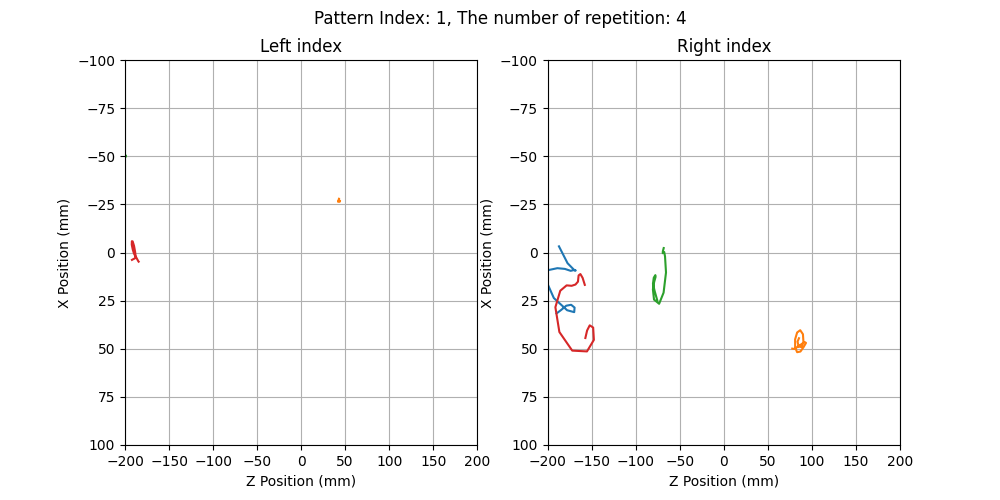 Pattern Index: 1, The number of repetition: 4
Left index
Right index
−100
−75
−50
−25
0
25
50
75
100
X Position (mm)
−200 −150 −100 −50 0 50 100 150 200
Z Position (mm)
−100
−75
−50
−25
0
25
50
75
100
X Position (mm)
−200 −150 −100 −50 0 50 100 150 200
Z Position (mm)